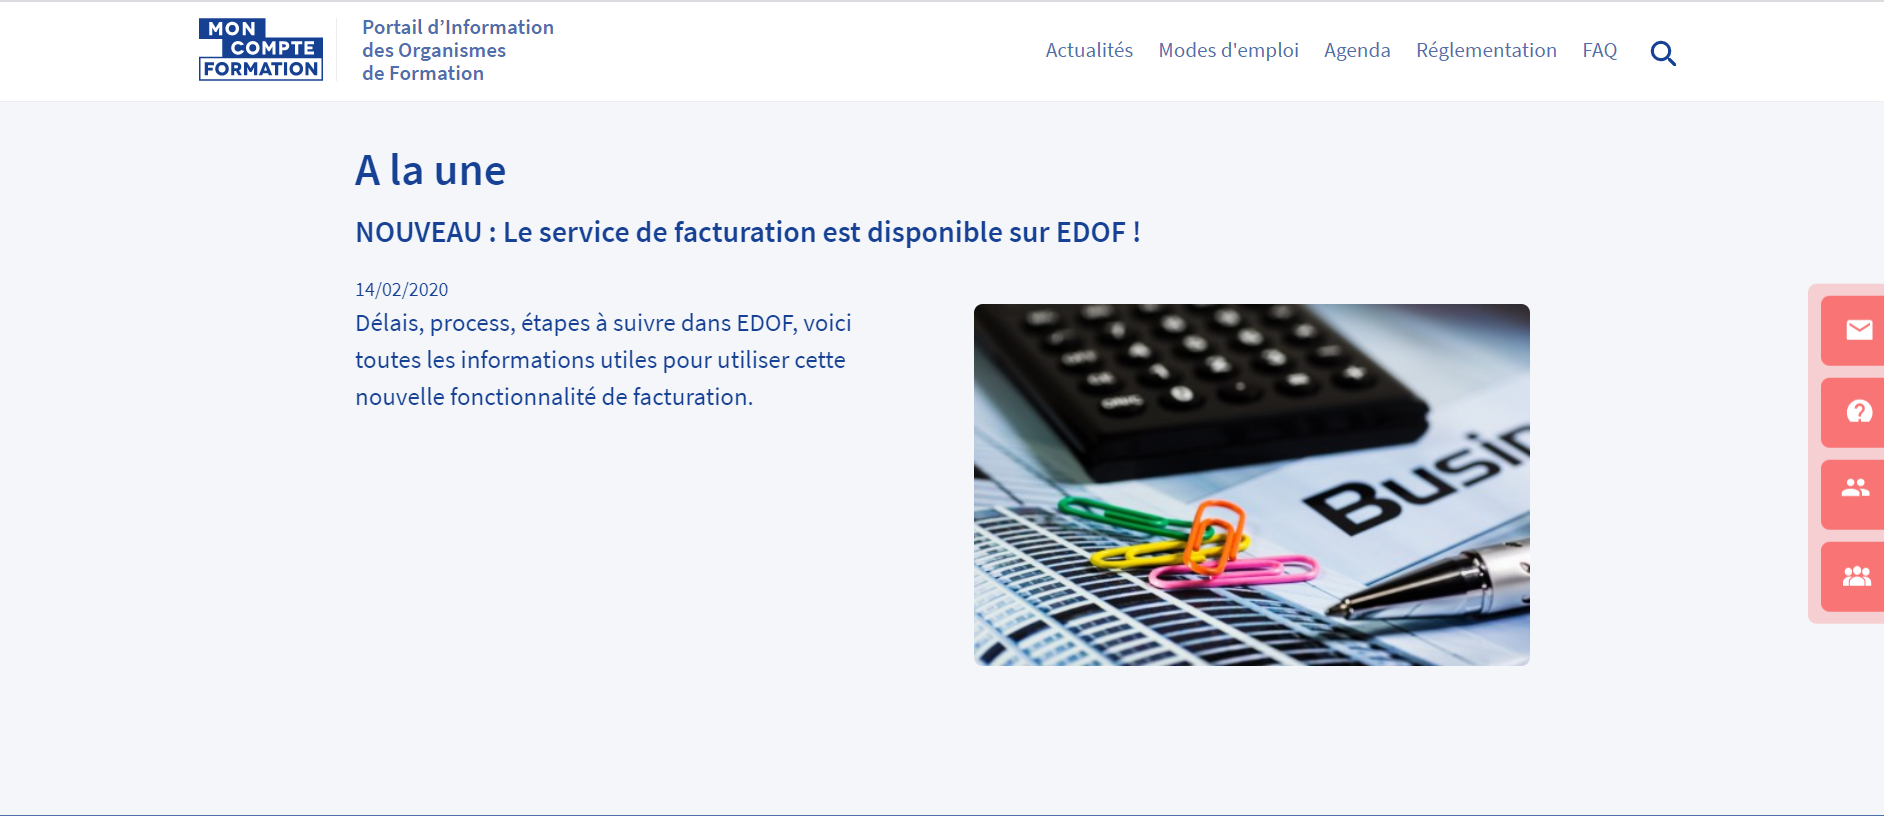 MON
COMPTE
FORMATION
Portail d’Information
des Organismes
de Formation
Actualités
Modes d'emploi
Agenda
Réglementation
FAQ
A la une
NOUVEAU : Le service de facturation est disponible sur EDOF !
14/02/2020
Délais, process, étapes à suivre dans EDOF, voici
toutes les informations utiles pour utiliser cette
nouvelle fonctionnalité de facturation.
Busin